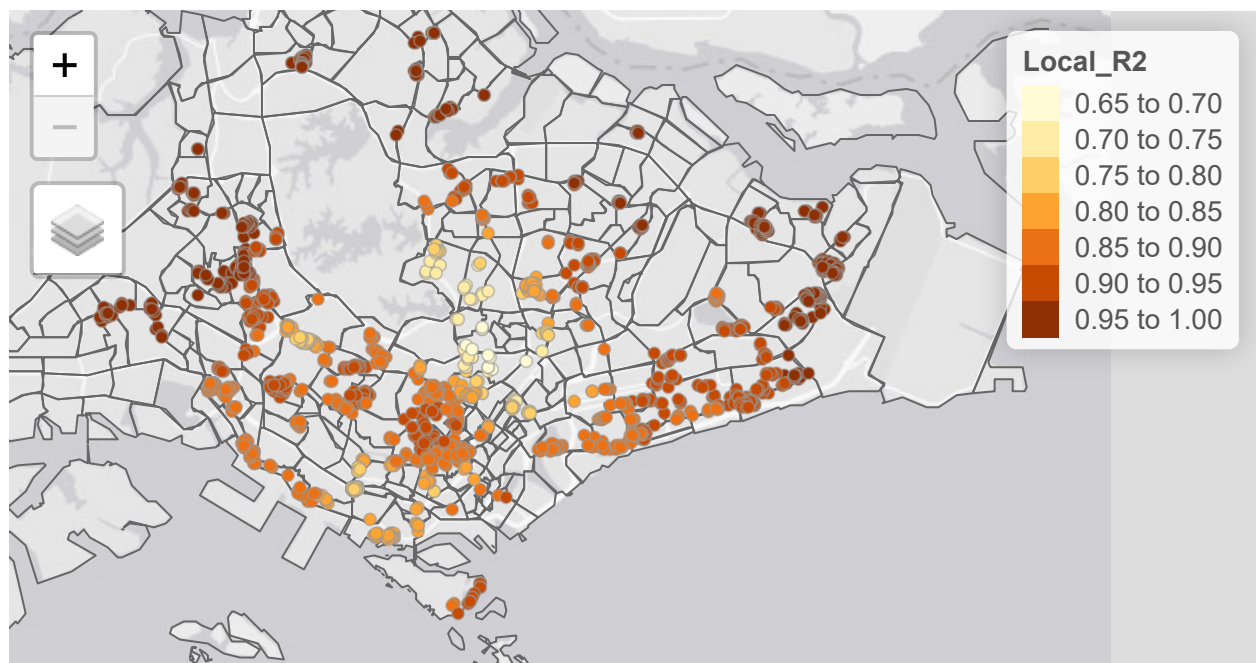 +
−
Local_R2
0.65 to 0.70
0.70 to 0.75
0.75 to 0.80
0.80 to 0.85
0.85 to 0.90
0.90 to 0.95
0.95 to 1.00